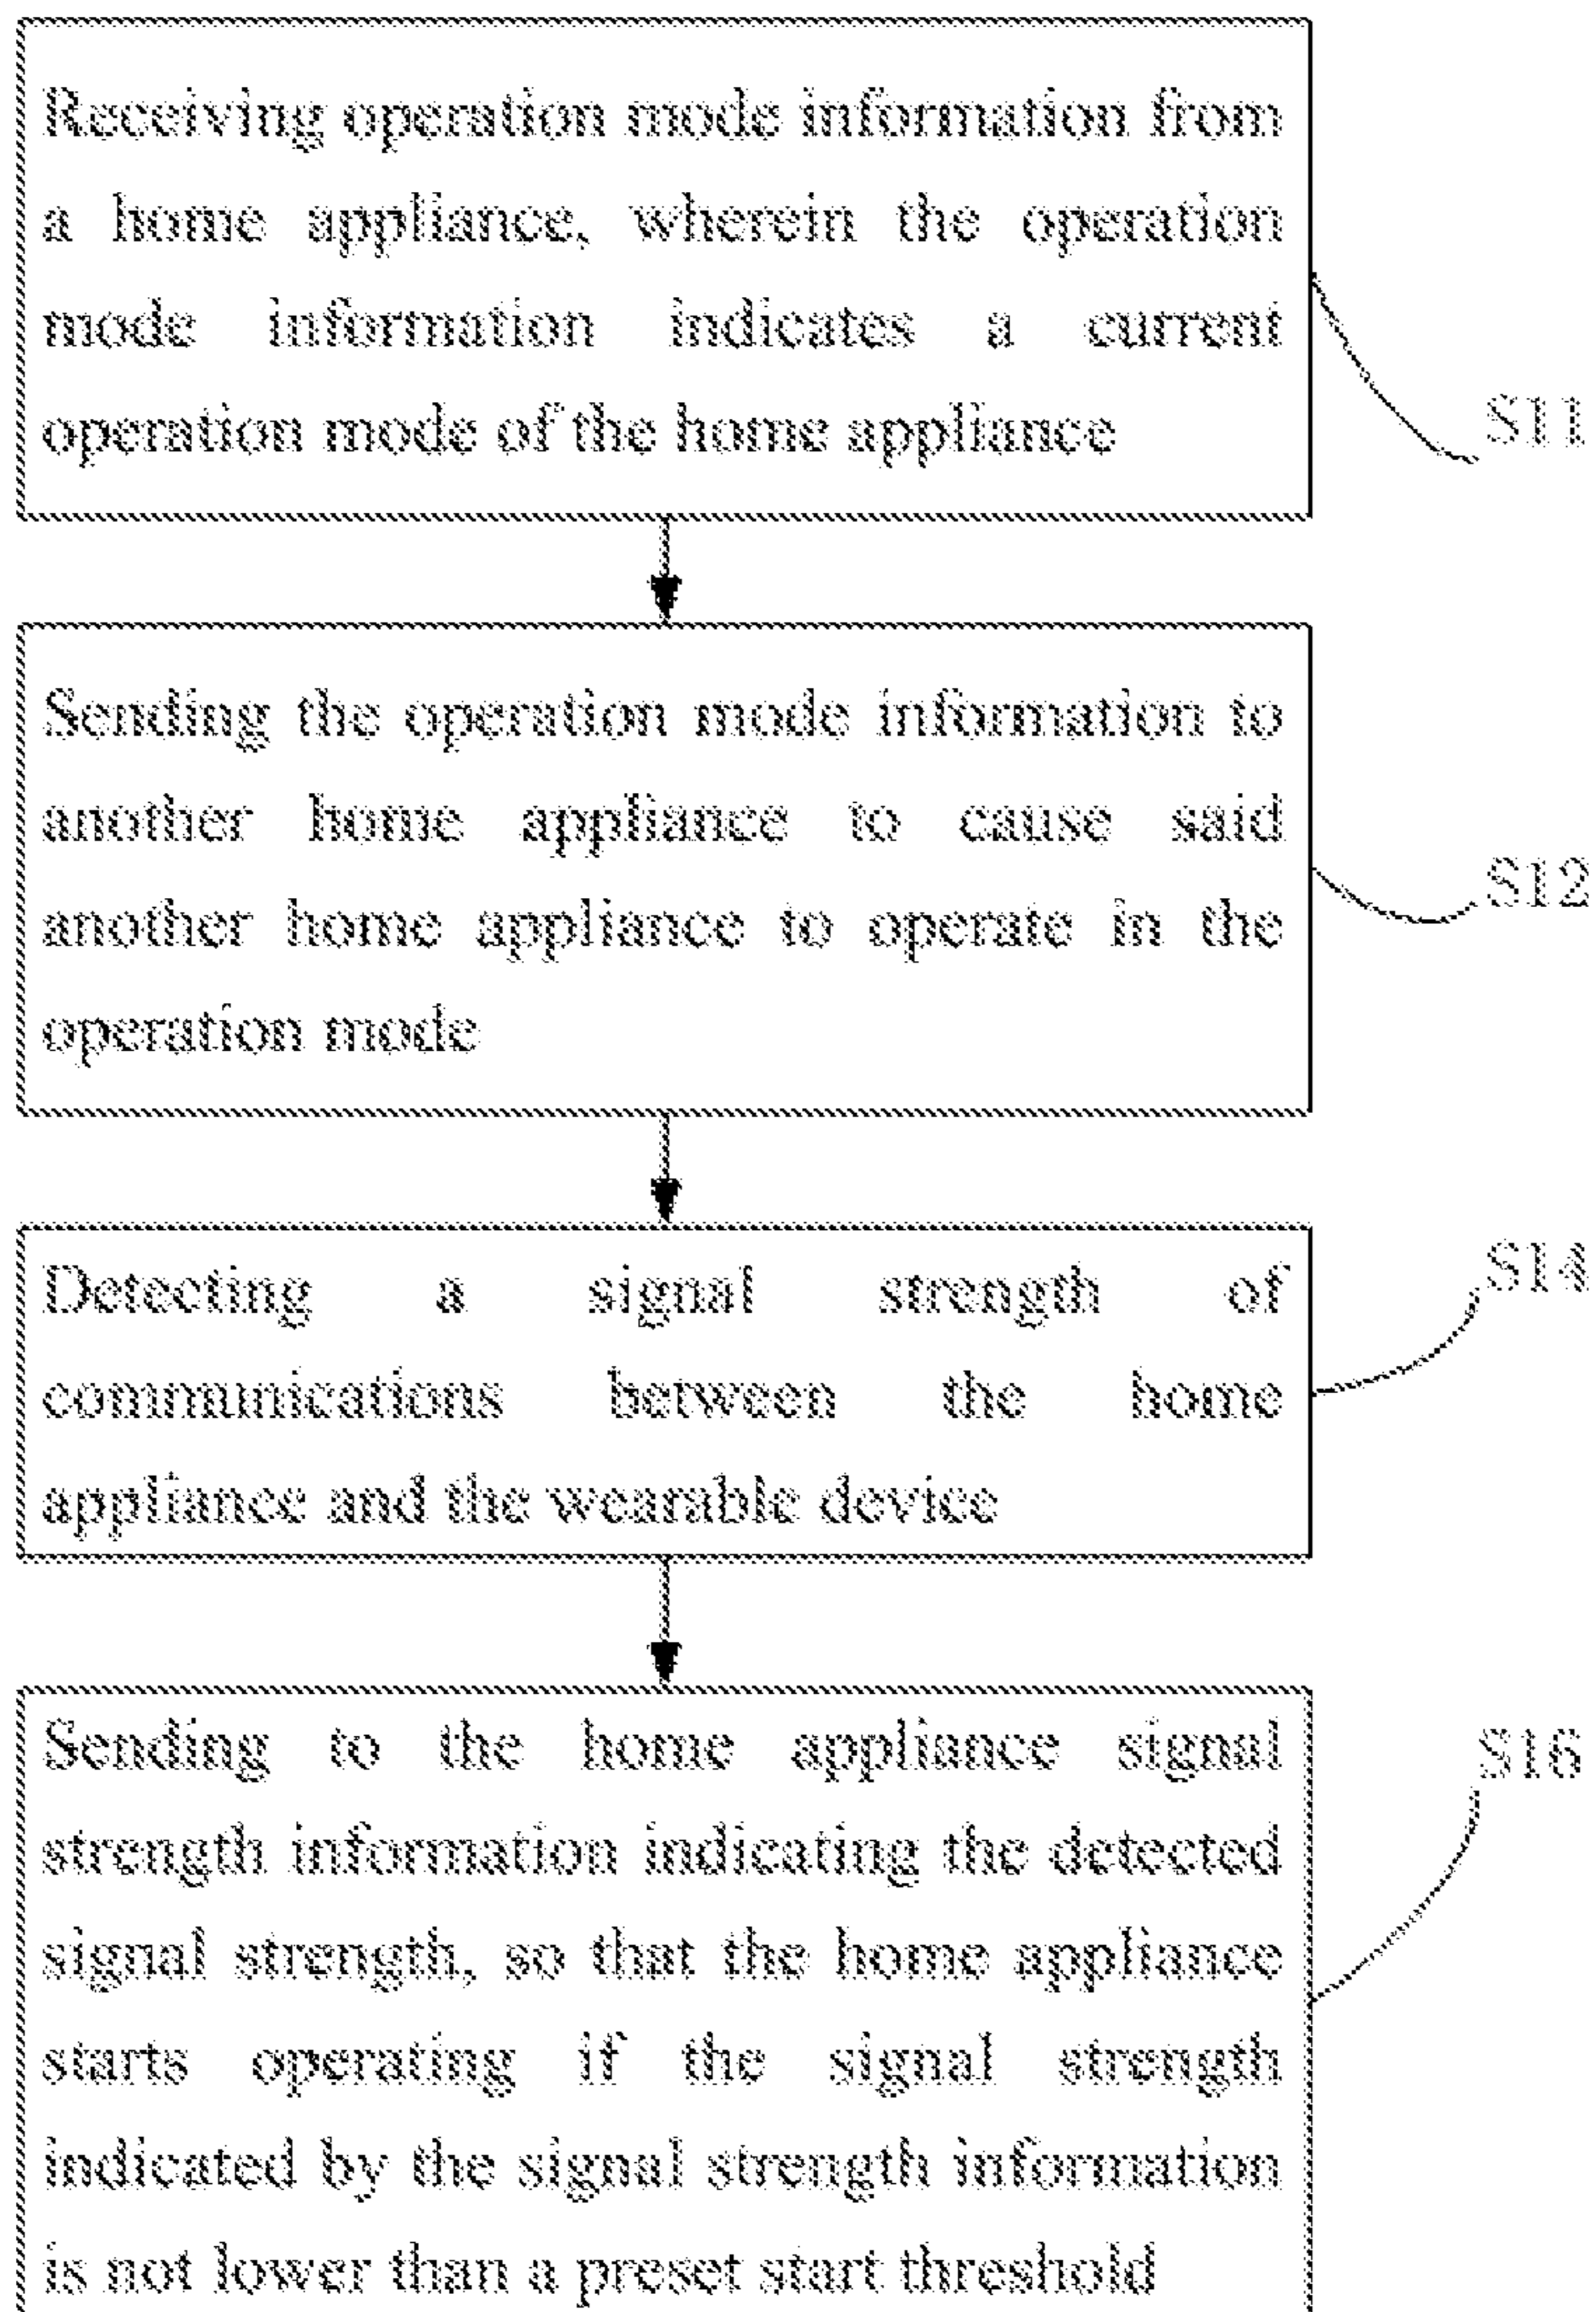 Receiving operation mode information from
a home appliance, wherein the operation
mode information indicates a current
operation mode of the home appliance
S11
Sending the operation mode information to
another home appliance to cause said
another home appliance to operate in the
operation mode
S12
Detecting a signal strength of
communications between the home
appliance and the wearable device
S14
Sending to the home appliance signal
strength information indicating the detected
signal strength, so that the home appliance
starts operating if the signal strength
indicated by the signal strength information
is not lower than a preset start threshold
S16